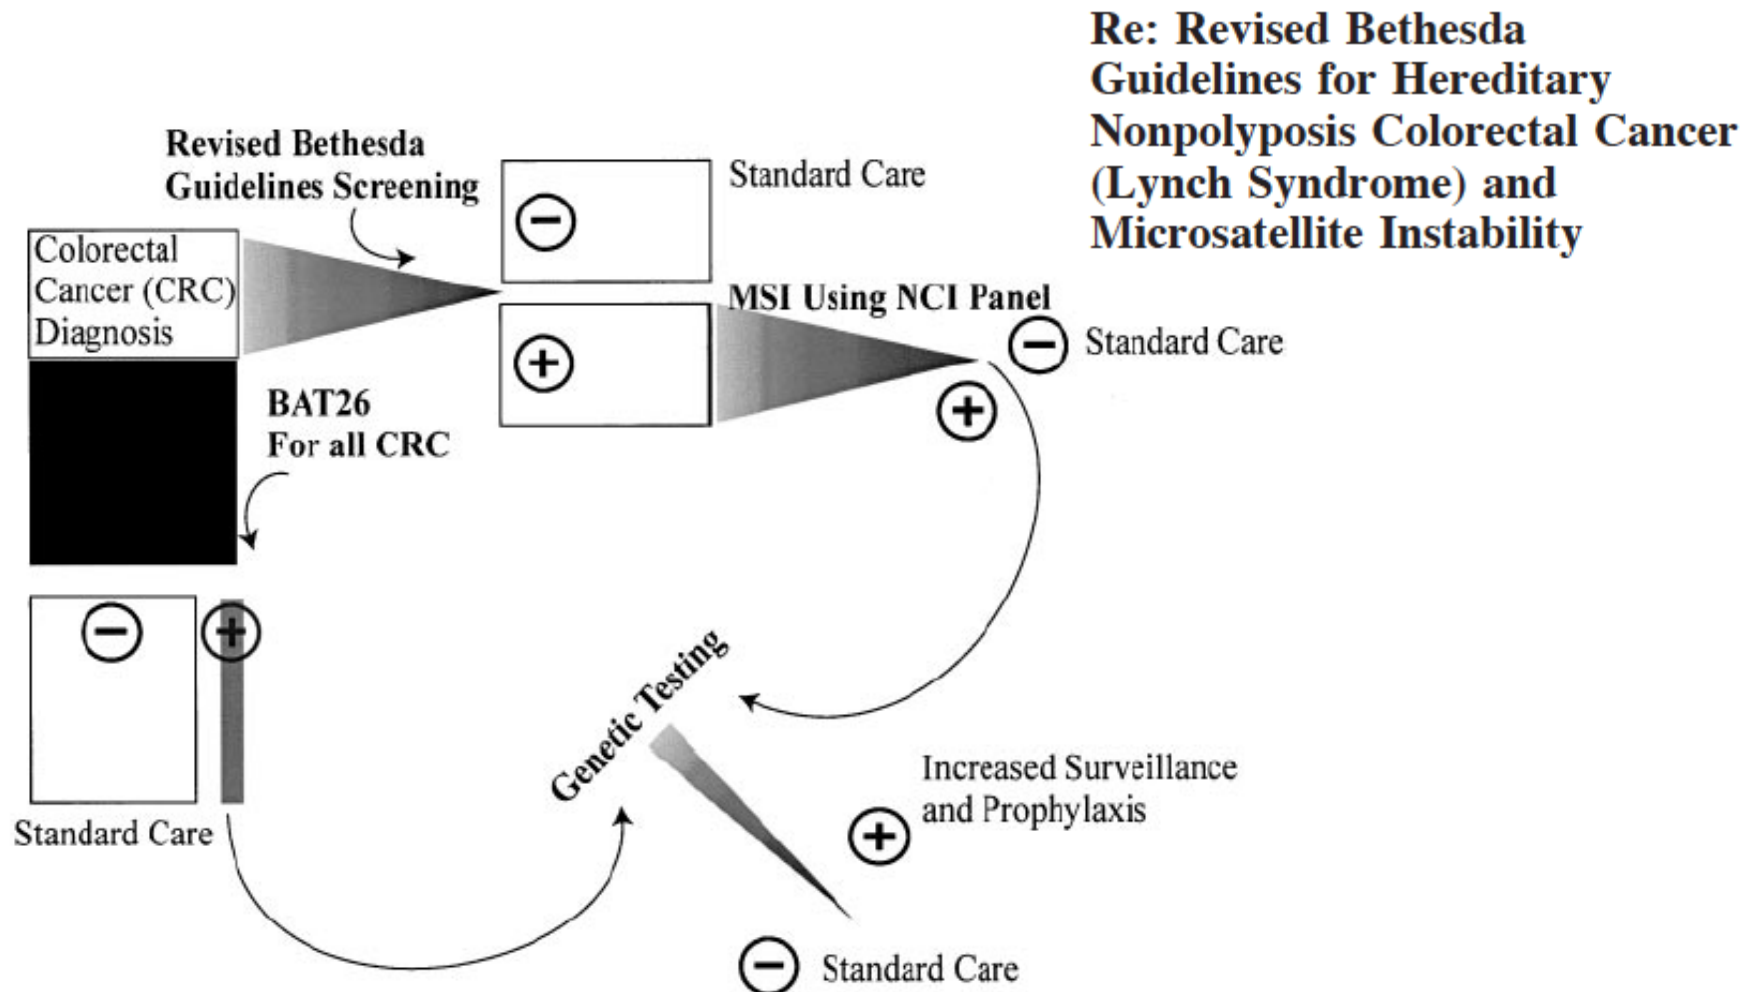 Re: Revised Bethesda
Guidelines for Hereditary
Nonpolyposis Colorectal Cancer
(Lynch Syndrome) and
Microsatellite Instability
Revised Bethesda
Guidelines Screening
Standard Care
−
Colorectal
Cancer (CRC)
Diagnosis
MSI Using NCI Panel
+
−
Standard Care
+
BAT26
For all CRC
−
+
Standard Care
Genetic Testing
Increased Surveillance
and Prophylaxis
+
−
Standard Care